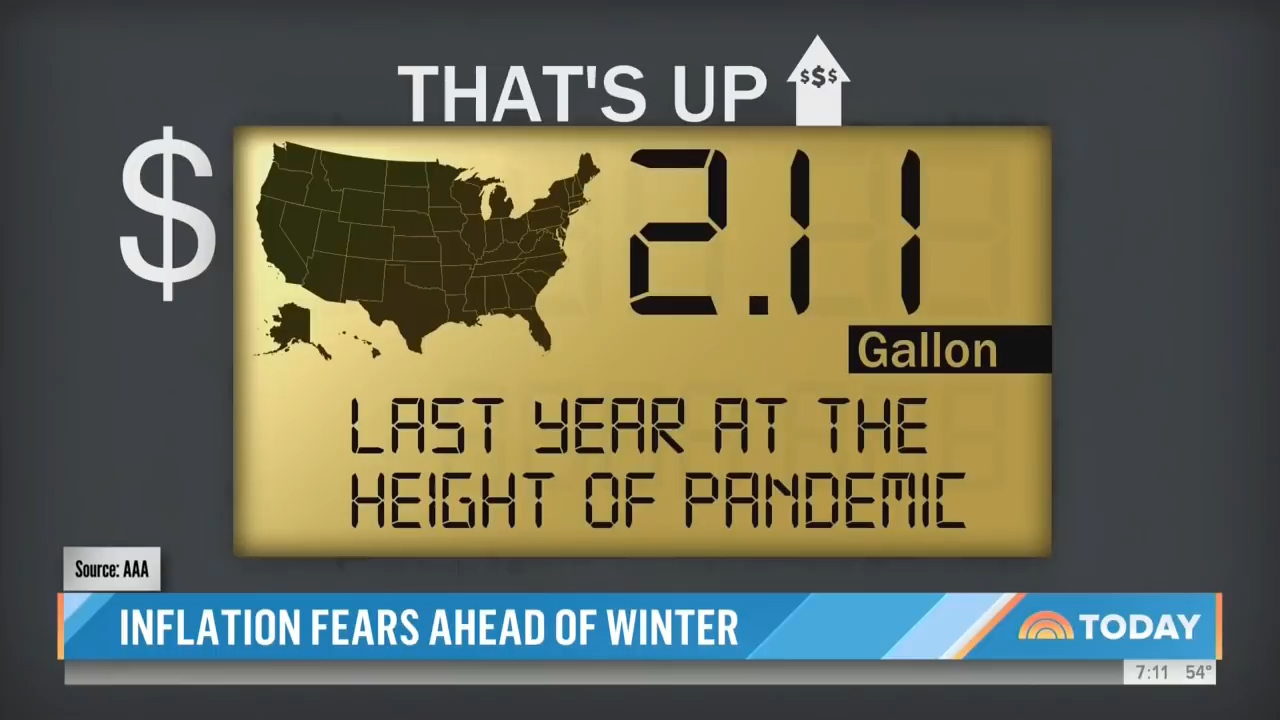 THAT'S UP
$$$
$
2.11
Gallon
LAST YEAR AT THE
HEIGHT OF PANDEMIC
Source: AAA
INFLATION FEARS AHEAD OF WINTER
TODAY
7:11 54°